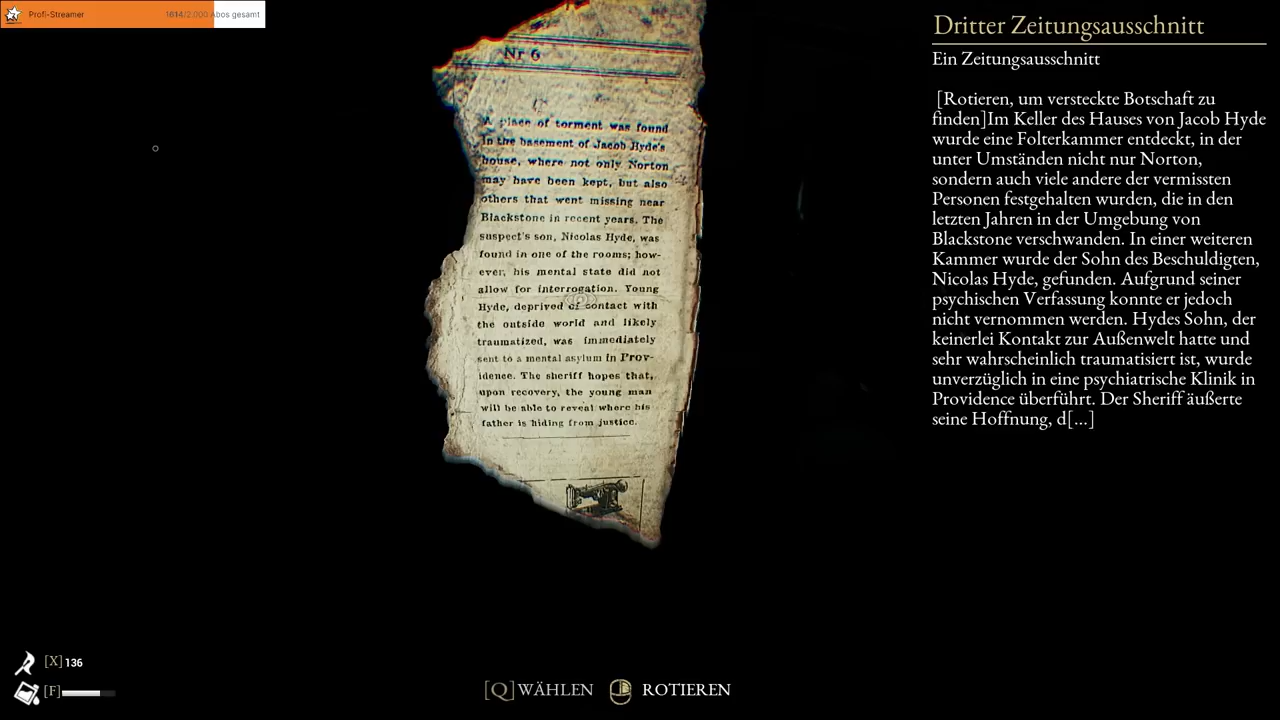 Profi-Streamer
1614/2.000 Abos gesamt
Nr 6
A place of torment was found
in the basement of Jacob Hyde's
house, where not only Norton
may have been kept, but also
others that went missing near
Blackstone in recent years. The
suspect's son, Nicolas Hyde, was
found in one of the rooms; how-
ever, his mental state did not
allow for interrogation. Young
Hyde, deprived of contact with
the outside world and likely
traumatized, was immediately
sent to a mental asylum in Prov-
idence. The sheriff hopes that,
upon recovery, the young man
will be able to reveal where his
father is hiding from justice.
Dritter Zeitungsausschnitt
Ein Zeitungsausschnitt
[Rotieren, um versteckte Botschaft zu
finden]Im Keller des Hauses von Jacob Hyde
wurde eine Folterkammer entdeckt, in der
unter Umständen nicht nur Norton,
sondern auch viele andere der vermissten
Personen festgehalten wurden, die in den
letzten Jahren in der Umgebung von
Blackstone verschwanden. In einer weiteren
Kammer wurde der Sohn des Beschuldigten,
Nicolas Hyde, gefunden. Aufgrund seiner
psychischen Verfassung konnte er jedoch
nicht vernommen werden. Hydes Sohn, der
keinerlei Kontakt zur Außenwelt hatte und
sehr wahrscheinlich traumatisiert ist, wurde
unverzüglich in eine psychiatrische Klinik in
Providence überführt. Der Sheriff äußerte
seine Hoffnung, d[...]
[X] 136
[F]
[Q] WÄHLEN ROTIEREN